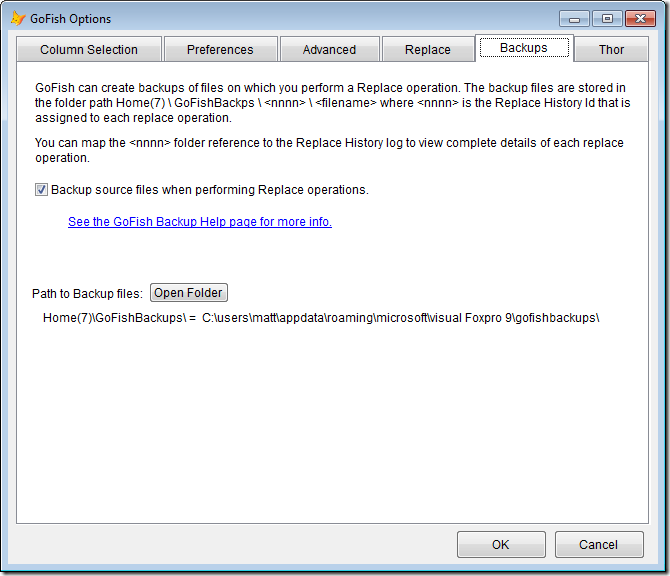 GoFish Options
Column Selection Preferences Advanced Replace Backups Thor
GoFish can create backups of files on which you perform a Replace operation. The backup files are stored in
the folder path Home(7) \ GoFishBackps \ <nnnn> \ <filename> where <nnnn> is the Replace History Id that is
assigned to each replace operation.
You can map the <nnnn> folder reference to the Replace History log to view complete details of each replace
operation.
Backup source files when performing Replace operations.
See the GoFish Backup Help page for more info.
Path to Backup files: Open Folder
Home(7)\GoFishBackups\ = C:\users\matt\appdata\roaming\microsoft\visual Foxpro 9\gofishbackups\
OK Cancel